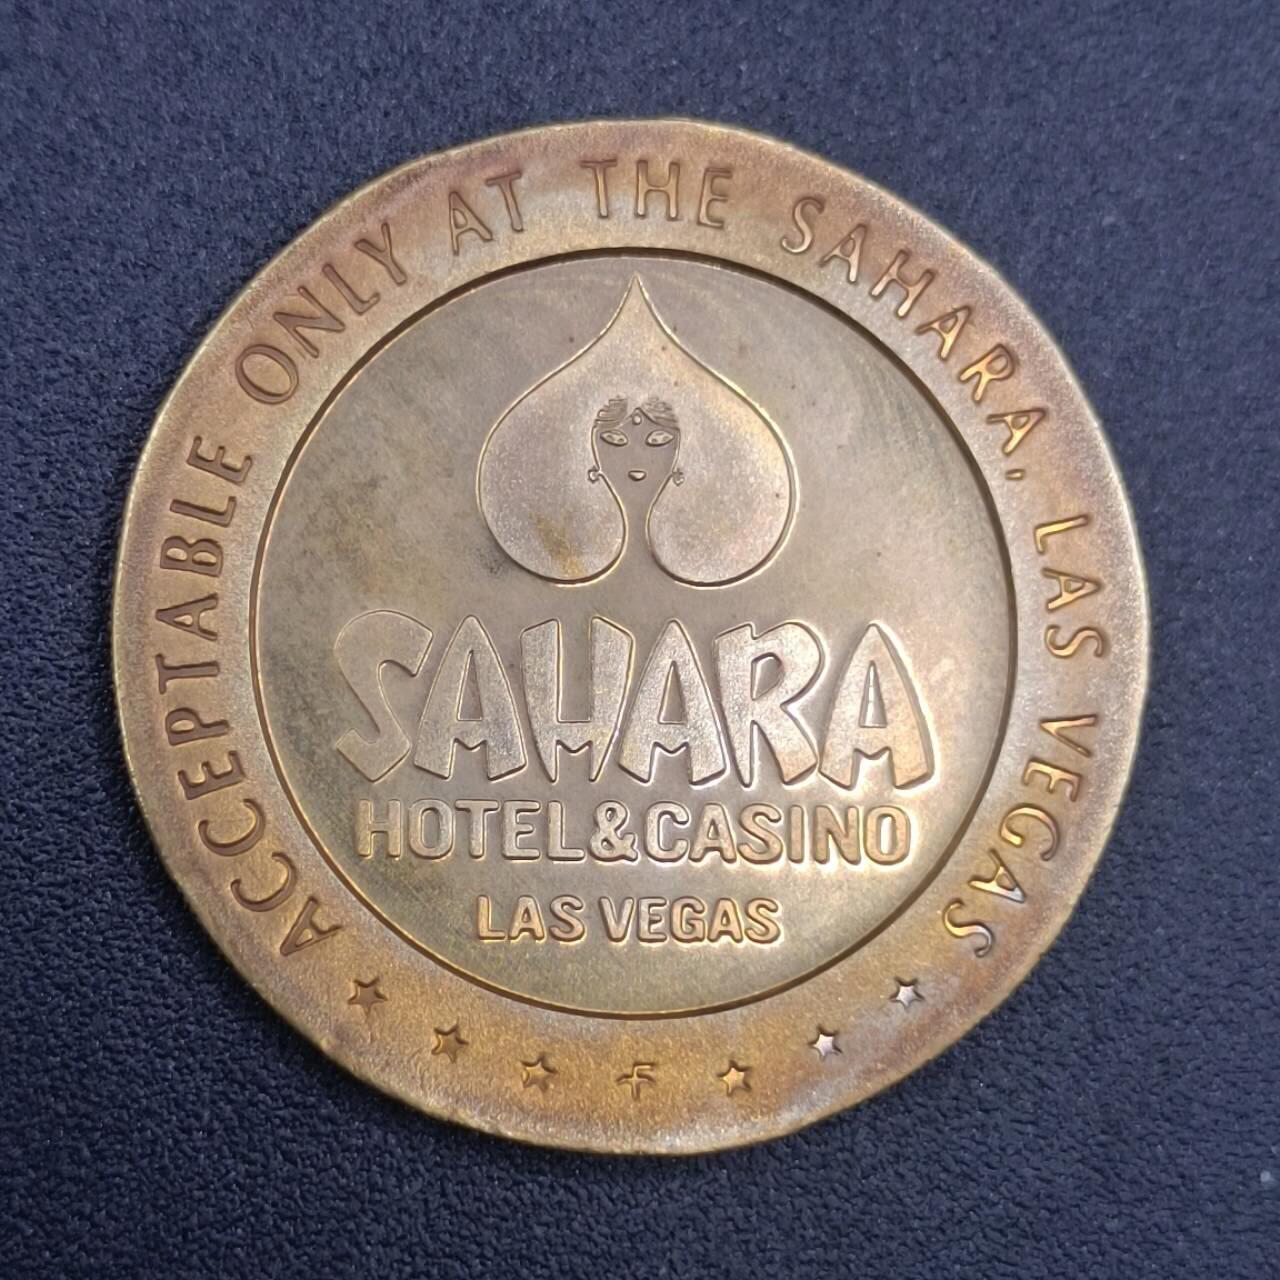 ACCEPTABLE ONLY AT THE SAHARA, LAS VEGAS
SAHARA
HOTEL & CASINO
LAS VEGAS